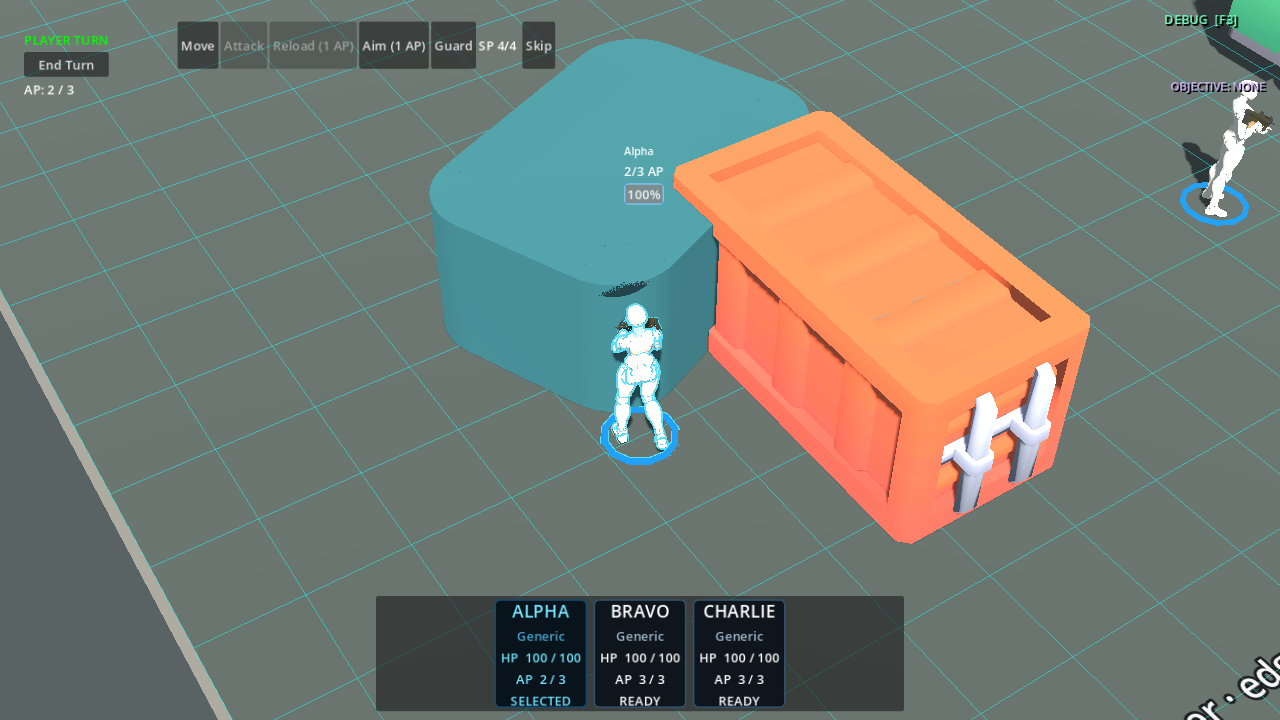 PLAYER TURN
End Turn
AP: 2 / 3
Move
Attack
Reload (1 AP)
Aim (1 AP)
Guard
SP 4/4
Skip
DEBUG [F3]
OBJECTIVE: NONE
Alpha
2/3 AP
100%
ALPHA
Generic
HP 100 / 100
AP 2 / 3
SELECTED
BRAVO
Generic
HP 100 / 100
AP 3 / 3
READY
CHARLIE
Generic
HP 100 / 100
AP 3 / 3
READY